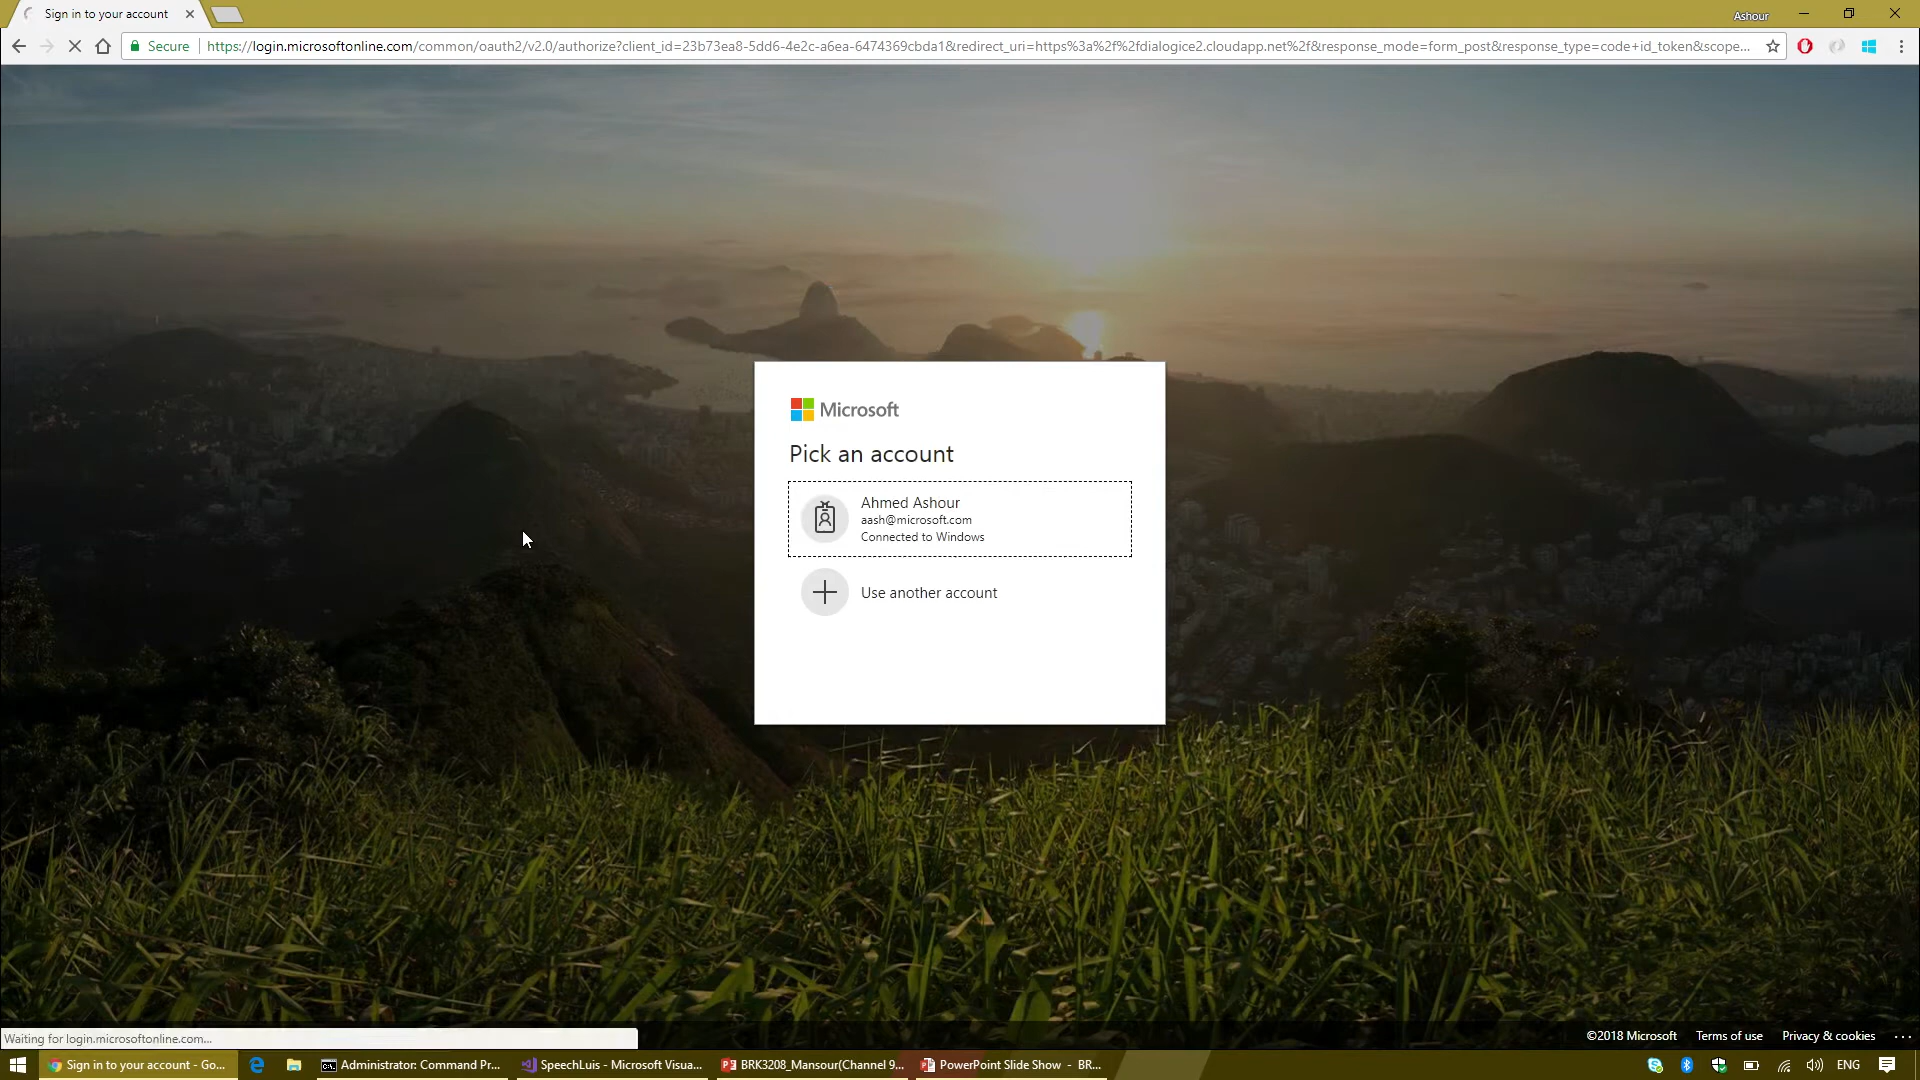 Sign in to your account
Ashour
Secure
https://login.microsoftonline.com/common/oauth2/v2.0/authorize?client_id=23b73ea8-5dd6-4e2c-a6ea-6474369cbda1&redirect_uri=https%3a%2f%2fdialogice2.cloudapp.net%2f&response_mode=form_post&response_type=code+id_token&scope...
Microsoft
Pick an account
Ahmed Ashour
aash@microsoft.com
Connected to Windows
Use another account
Waiting for login.microsoftonline.com...
©2018 Microsoft Terms of use Privacy & cookies ...
Sign in to your account - Go...
Administrator: Command Pr...
SpeechLuis - Microsoft Visua...
BRK3208_Mansour(Channel 9...
PowerPoint Slide Show - BR...
ENG